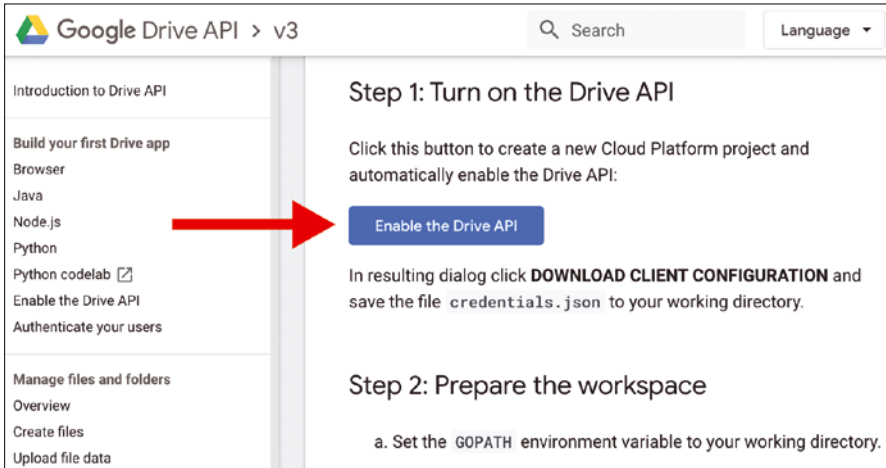 Google Drive API > v3
Search
Language
Introduction to Drive API
Build your first Drive app
Browser
Java
Node.js
Python
Python codelab
Enable the Drive API
Authenticate your users
Manage files and folders
Overview
Create files
Upload file data
Step 1: Turn on the Drive API
Click this button to create a new Cloud Platform project and
automatically enable the Drive API:
Enable the Drive API
In resulting dialog click DOWNLOAD CLIENT CONFIGURATION and
save the file credentials.json to your working directory.
Step 2: Prepare the workspace
a. Set the GOPATH environment variable to your working directory.